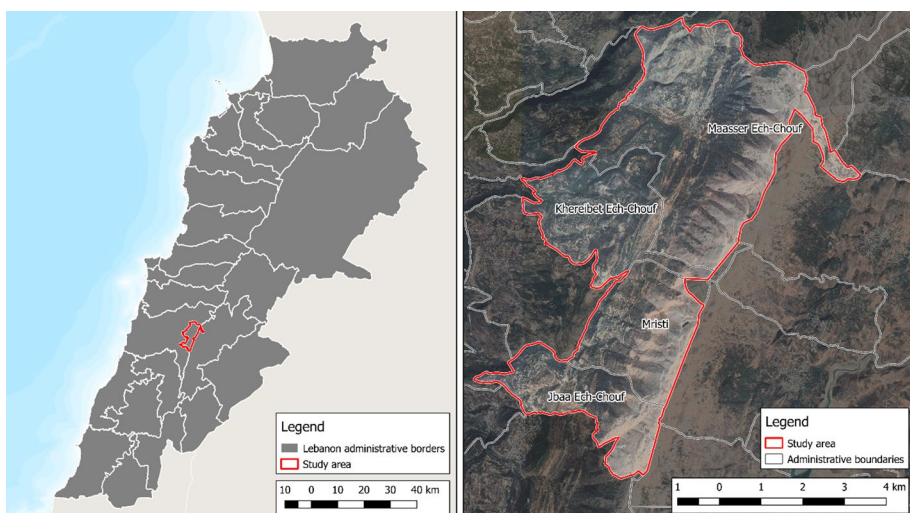 Legend
Lebanon administrative borders
Study area
10 0 10 20 30 40 km
Maasser Ech-Chouf
Khereibet Ech-Chouf
Mristi
Jbaa Ech-Chouf
Legend
Study area
Administrative boundaries
1 0 1 2 3 4 km